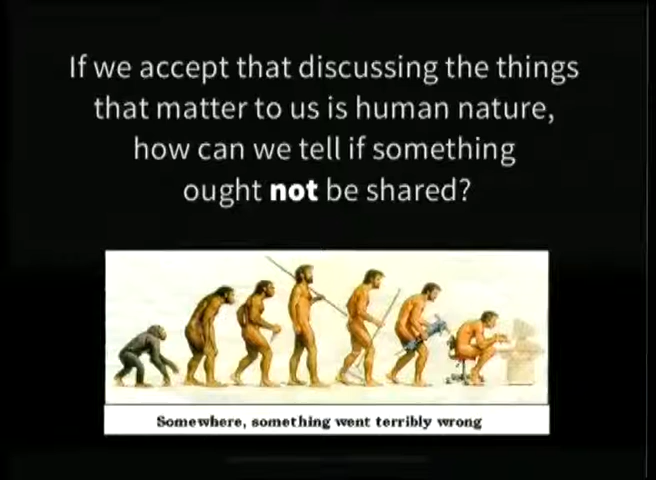 If we accept that discussing the things
that matter to us is human nature,
how can we tell if something
ought not be shared?
Somewhere, something went terribly wrong